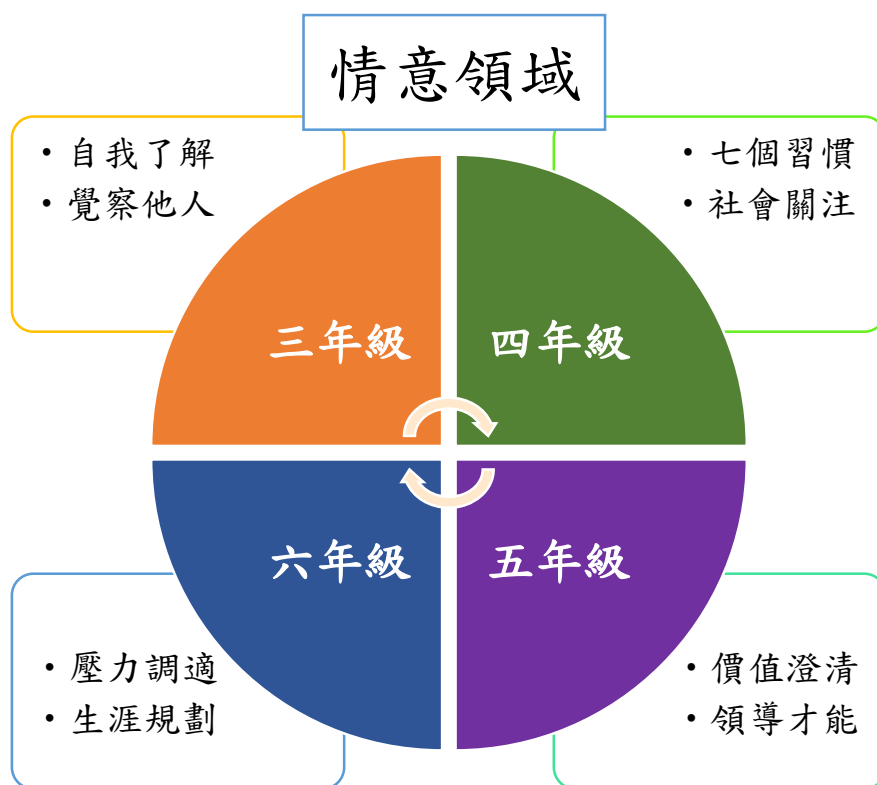 情意領域
• 自我了解
• 覺察他人
三年級
• 七個習慣
• 社會關注
四年級
• 壓力調適
• 生涯規劃
六年級
• 價值澄清
• 領導才能
五年級